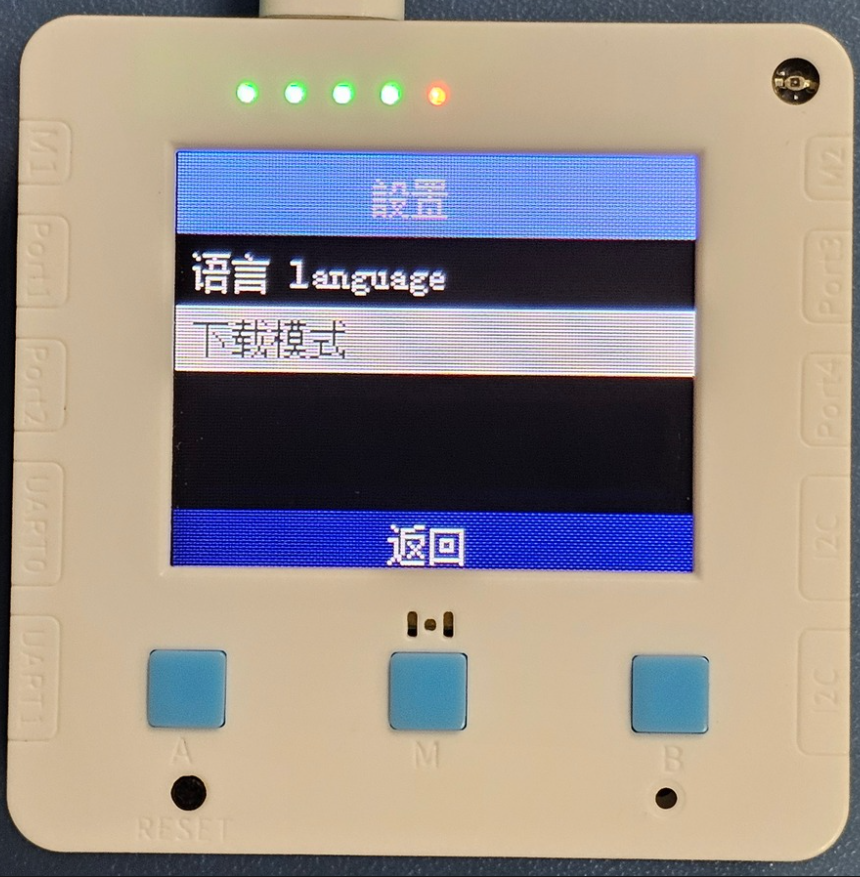 設置
语言 language
下载模式
返回
M1
Port1
Port2
UART0
UART1
M2
Port3
Port4
I2C
I2C
A
M
B
RESET